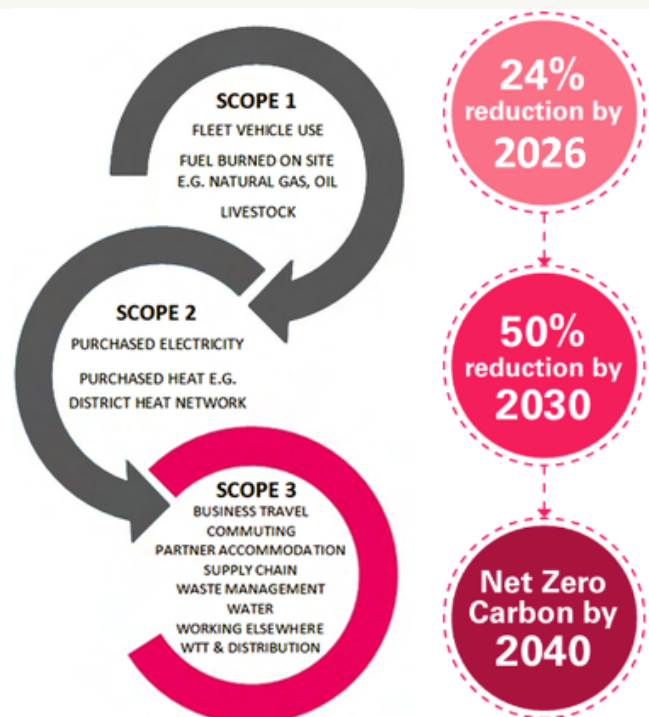 SCOPE 1
FLEET VEHICLE USE
FUEL BURNED ON SITE
E.G. NATURAL GAS, OIL
LIVESTOCK
SCOPE 2
PURCHASED ELECTRICITY
PURCHASED HEAT E.G.
DISTRICT HEAT NETWORK
SCOPE 3
BUSINESS TRAVEL
COMMUTING
PARTNER ACCOMMODATION
SUPPLY CHAIN
WASTE MANAGEMENT
WATER
WORKING ELSEWHERE
WTT & DISTRIBUTION
24%
reduction by
2026
50%
reduction by
2030
Net Zero
Carbon by
2040